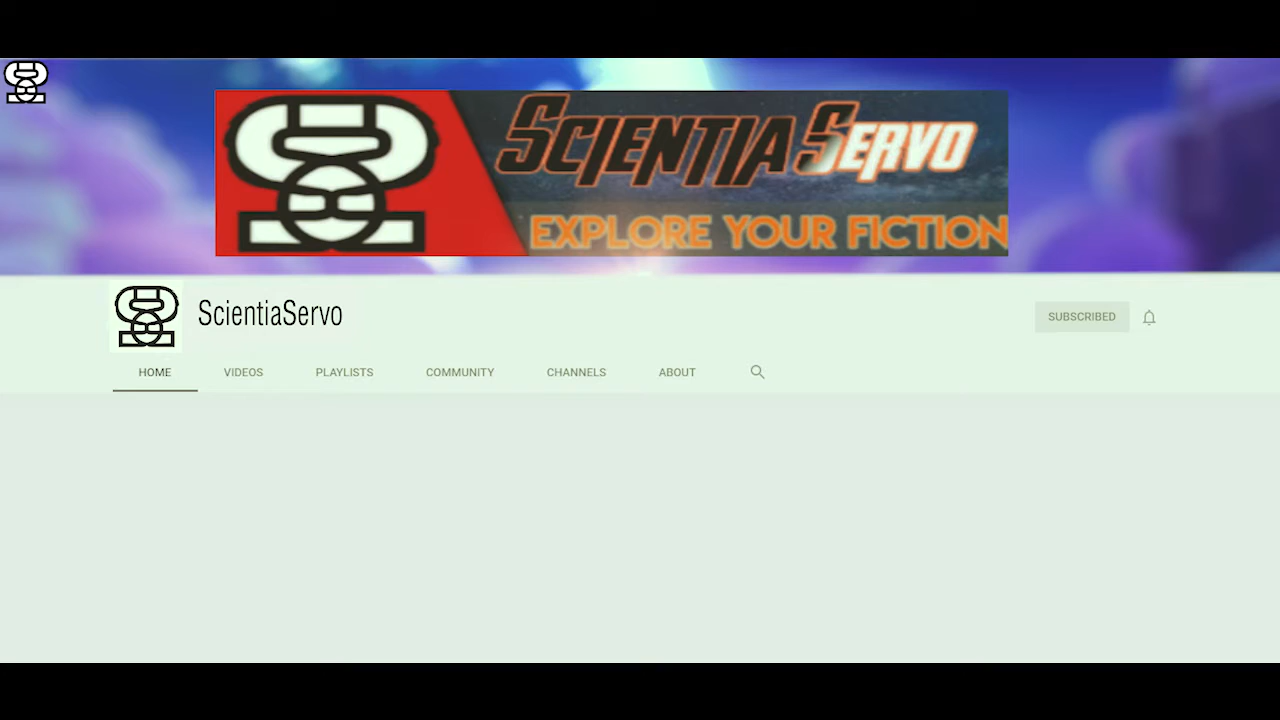 SCIENTIA SERVO
EXPLORE YOUR FICTION
ScientiaServo
SUBSCRIBED
HOME VIDEOS PLAYLISTS COMMUNITY CHANNELS ABOUT